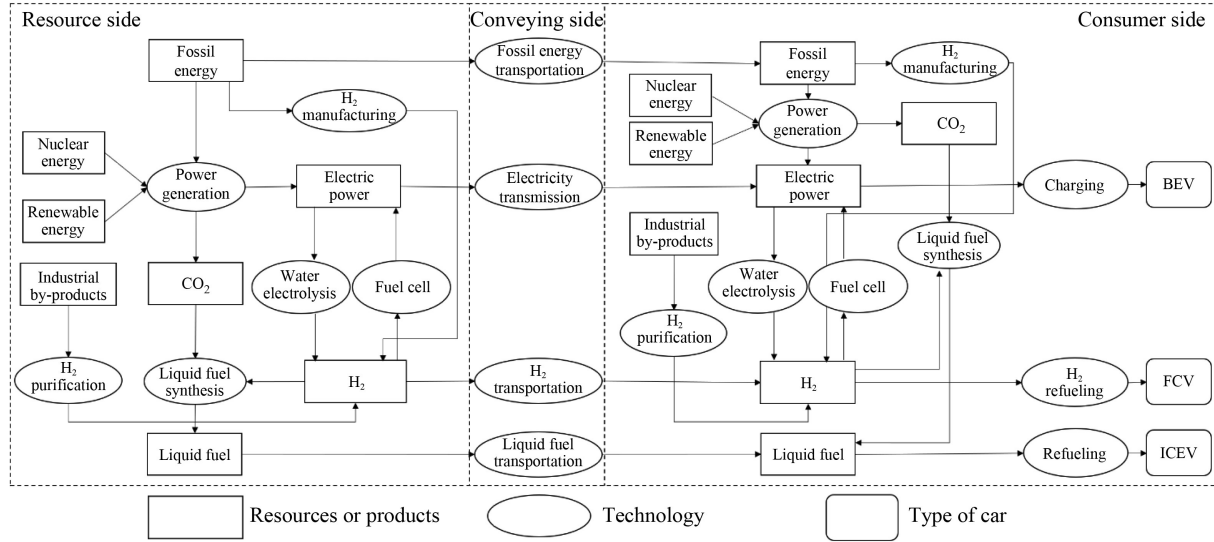 Resource side
Conveying side
Consumer side
Fossil
energy
Fossil energy
transportation
Fossil
energy
H₂
manufacturing
H₂
manufacturing
Nuclear
energy
Renewable
energy
Power
generation
CO₂
Nuclear
energy
Renewable
energy
Power
generation
Electric
power
Electricity
transmission
Electric
power
Charging
BEV
Industrial
by-products
Liquid fuel
synthesis
Industrial
by-products
CO₂
Water
electrolysis
Fuel cell
Water
electrolysis
Fuel cell
H₂
purification
H₂
purification
Liquid fuel
synthesis
H₂
H₂
transportation
H₂
H₂
refueling
FCV
Liquid fuel
Liquid fuel
transportation
Liquid fuel
Refueling
ICEV
Resources or products
Technology
Type of car